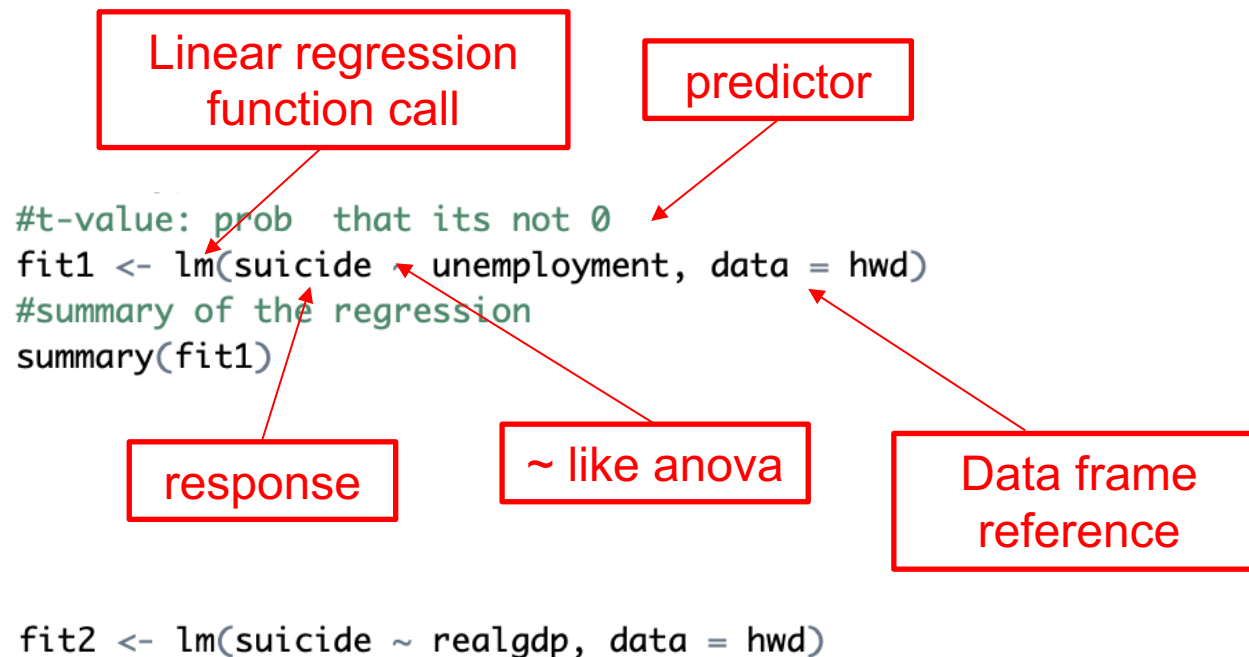 Linear regression
function call
predictor
#t-value: prob  that its not 0
fit1 <- lm(suicide ~ unemployment, data = hwd)
#summary of the regression
summary(fit1)
response
~ like anova
Data frame
reference
fit2 <- lm(suicide ~ realgdp, data = hwd)